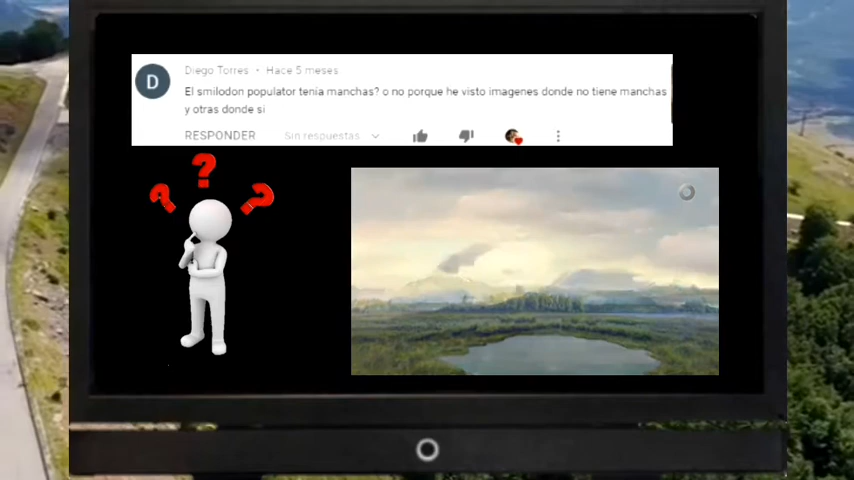 D
Diego Torres • Hace 5 meses
El smilodon populator tenia manchas? o no porque he visto imagenes donde no tiene manchas
y otras donde si
RESPONDER Sin respuestas
? ? ?